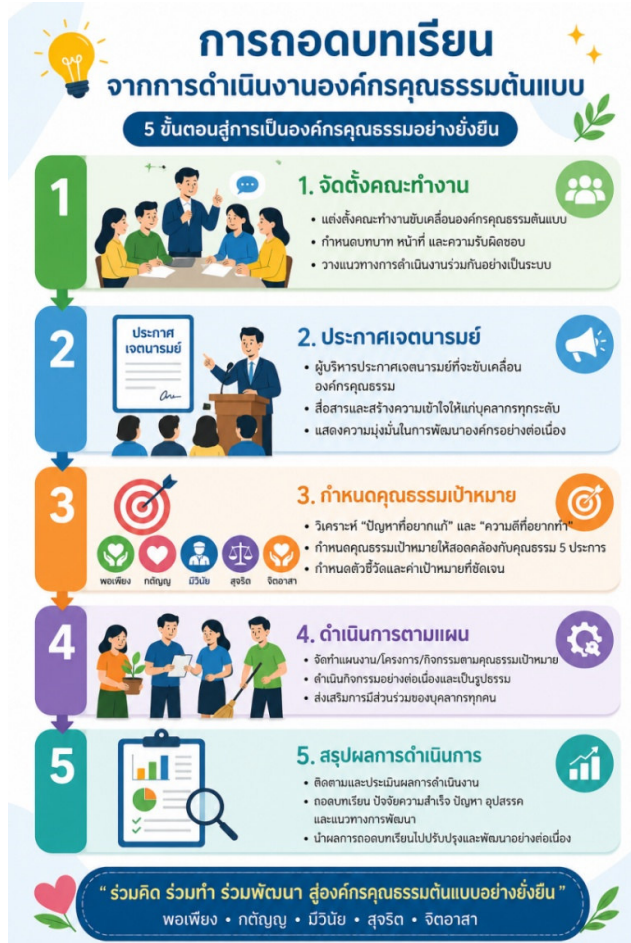 การถอดบทเรียน
จากการดำเนินงานองค์กรคุณธรรมต้นแบบ
5 ขั้นตอนสู่การเป็นองค์กรคุณธรรมอย่างยั่งยืน
1
1. จัดตั้งคณะทำงาน
• แต่งตั้งคณะทำงานขับเคลื่อนองค์กรคุณธรรมต้นแบบ
• กำหนดบทบาท หน้าที่ และความรับผิดชอบ
• วางแนวทางการดำเนินงานร่วมกันอย่างเป็นระบบ
2
ประกาศ
เจตนารมย์
2. ประกาศเจตนารมย์
• ผู้บริหารประกาศเจตนารมย์ที่จะขับเคลื่อน
องค์กรคุณธรรม
• สื่อสารและสร้างความเข้าใจให้แก่บุคลากรทุกระดับ
• แสดงความมุ่งมั่นในการพัฒนาองค์กรอย่างต่อเนื่อง
3
พอเพียง กตัญญู มีวินัย สุจริต จิตอาสา
3. กำหนดคุณธรรมเป้าหมาย
• วิเคราะห์ “ปัญหาที่อยากแก้” และ “ความดีที่อยากทำ”
• กำหนดคุณธรรมเป้าหมายให้สอดคล้องกับคุณธรรม 5 ประการ
• กำหนดตัวชี้วัดและค่าเป้าหมายที่ชัดเจน
4
4. ดำเนินการตามแผน
• จัดทำแผนงาน/โครงการ/กิจกรรมตามคุณธรรมเป้าหมาย
• ดำเนินกิจกรรมอย่างต่อเนื่องและเป็นรูปธรรม
• ส่งเสริมการมีส่วนร่วมของบุคลากรทุกคน
5
5. สรุปผลการดำเนินการ
• ติดตามและประเมินผลการดำเนินงาน
• ถอดบทเรียน ปัจจัยความสำเร็จ ปัญหา อุปสรรค
และแนวทางการพัฒนา
• นำผลการถอดบทเรียนไปปรับปรุงและพัฒนาอย่างต่อเนื่อง
“ ร่วมคิด ร่วมทำ ร่วมพัฒนา สู่องค์กรคุณธรรมต้นแบบอย่างยั่งยืน ”
พอเพียง • กตัญญู • มีวินัย • สุจริต • จิตอาสา